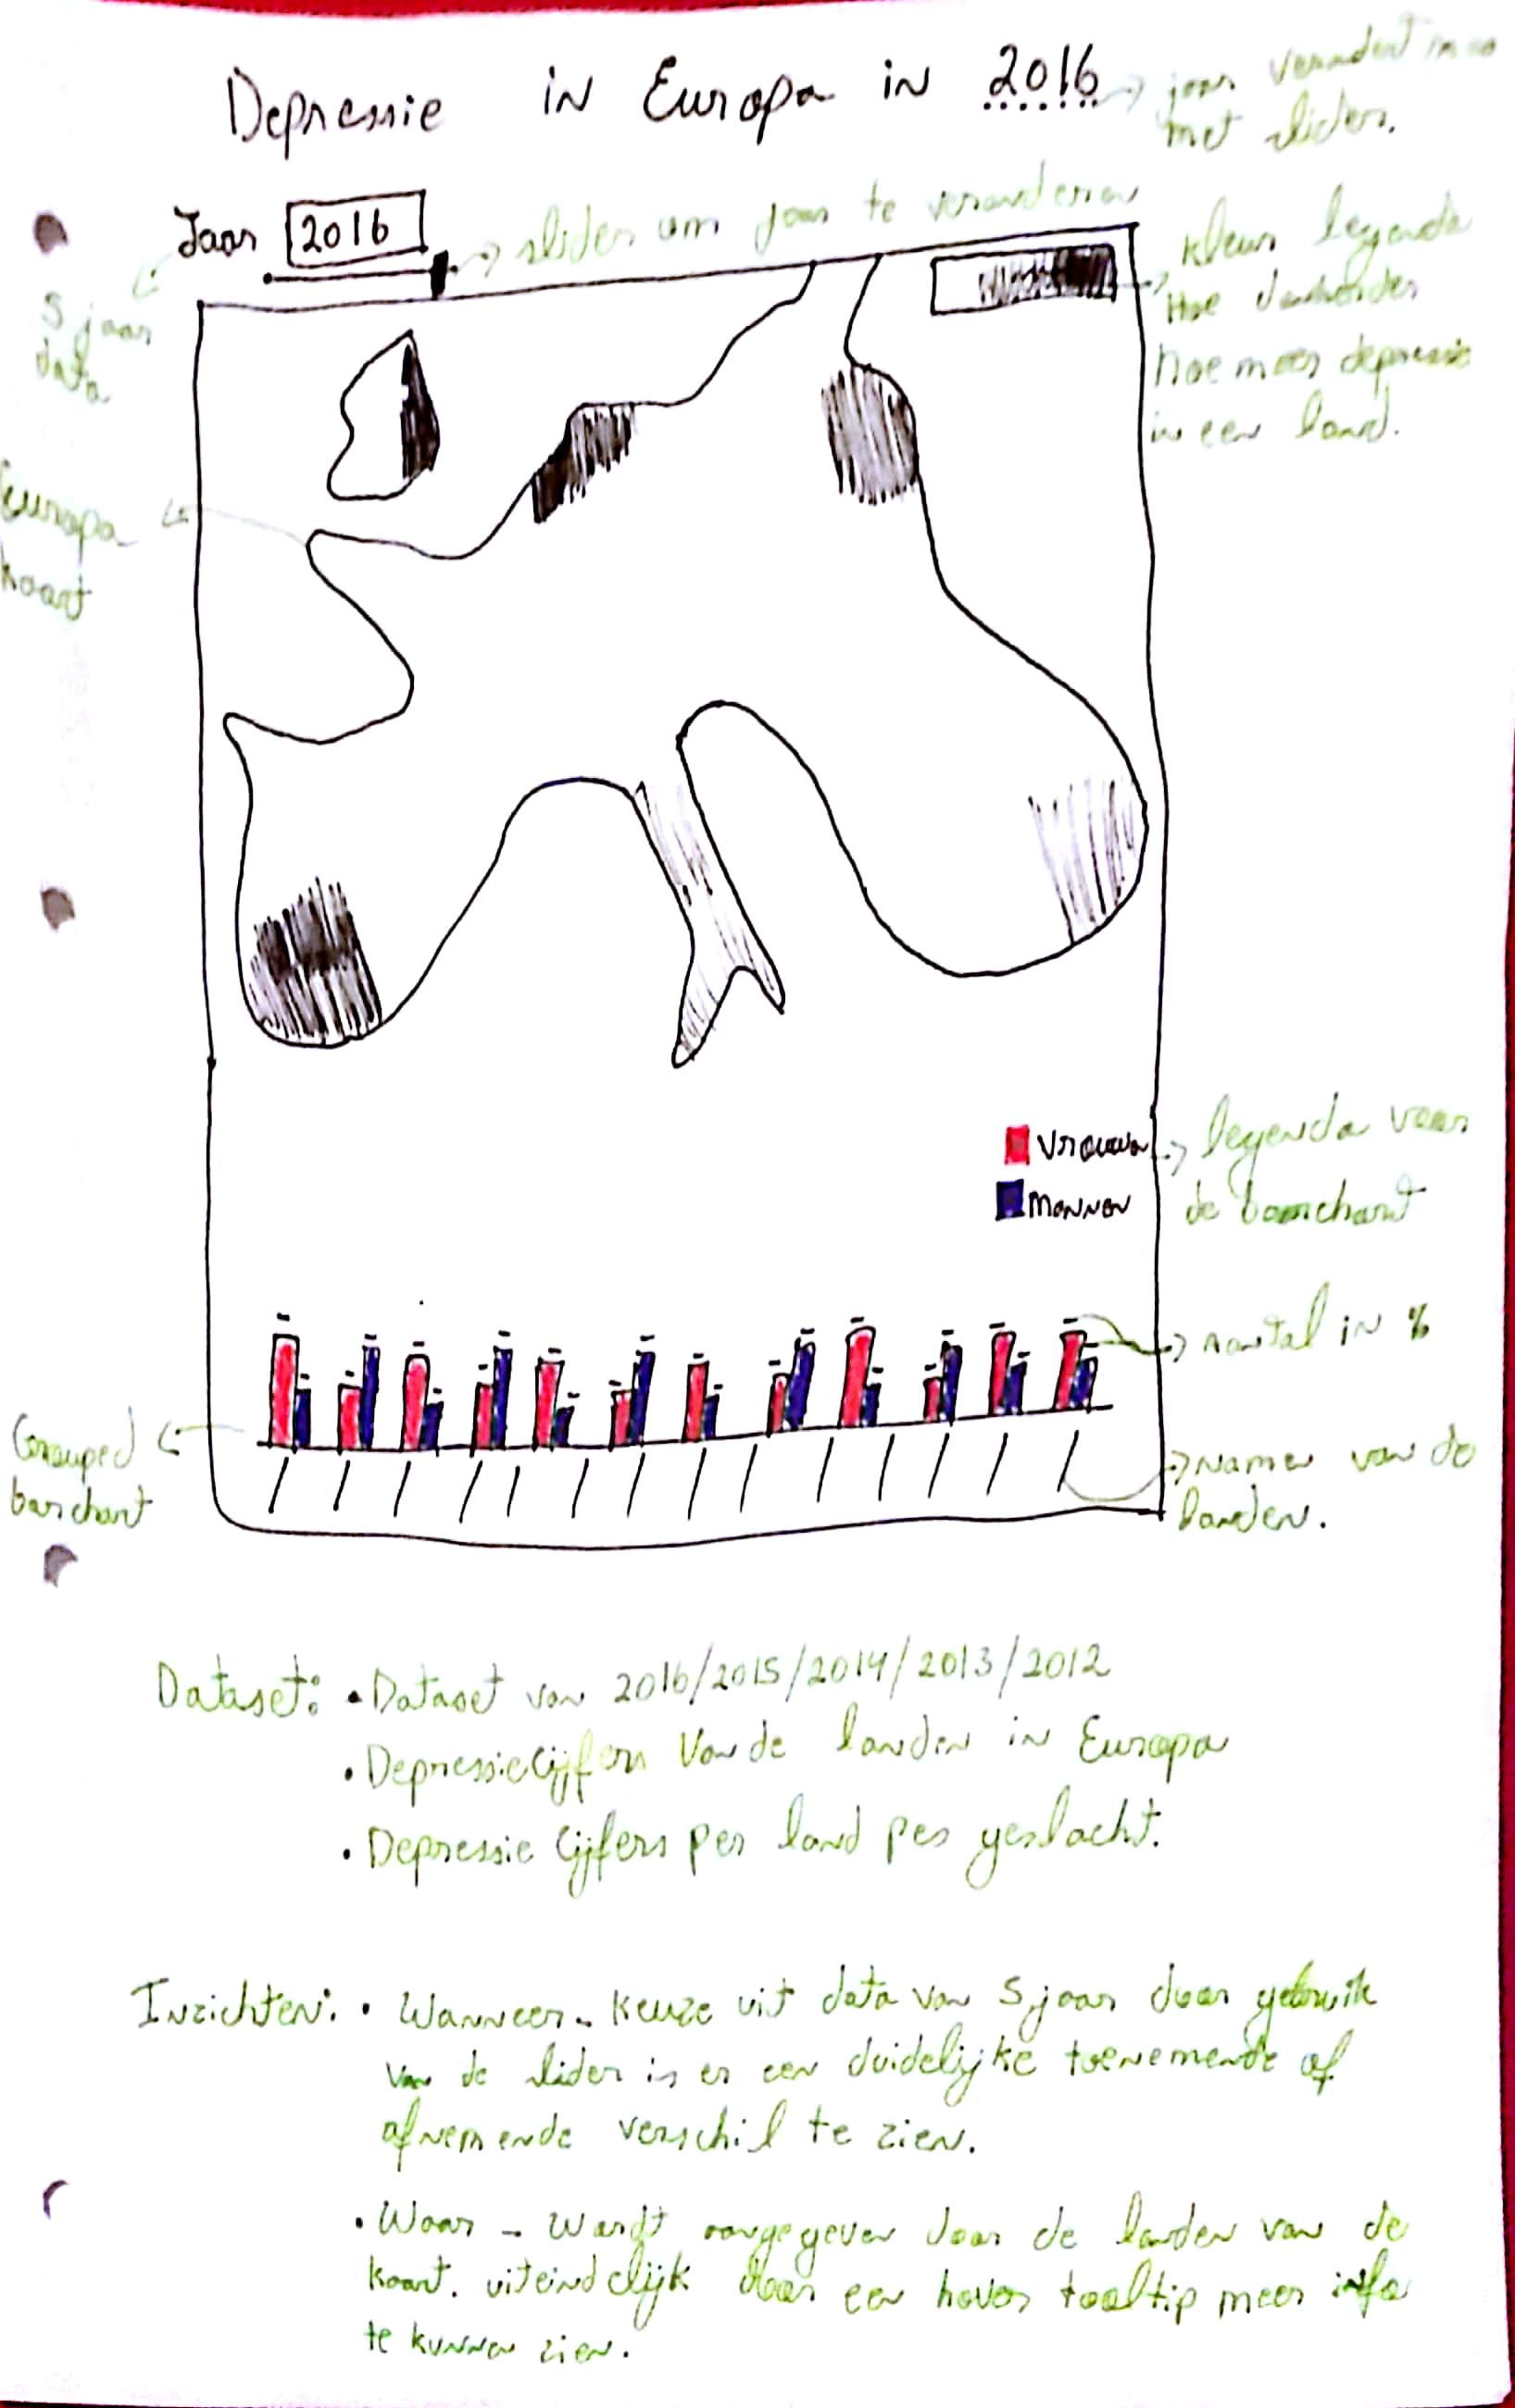 Depressie in Europa in 2016
jaar verandert mee
met slider.
Jaar 2016
slider om jaar te veranderen
5 jaar
data
kleur legenda
Hoe donkerder
hoe meer depressie
in een land.
Europa
kaart
vrouwen
mannen
legenda voor
de barchart
aantal in %
Grouped
barchart
namen van de
landen.
Dataset: • Dataset van 2016/2015/2014/2013/2012
• Depressiecijfers van de landen in Europa
• Depressie cijfers per land per geslacht.
Inzichten: • Wanneer - keuze uit data van 5 jaar door gebruik
van de slider is er een duidelijke toenemende of
afnemende verschil te zien.
• Waar - Wordt aangegeven door de landen van de
kaart. uiteindelijk door een hover tooltip meer info
te kunnen zien.